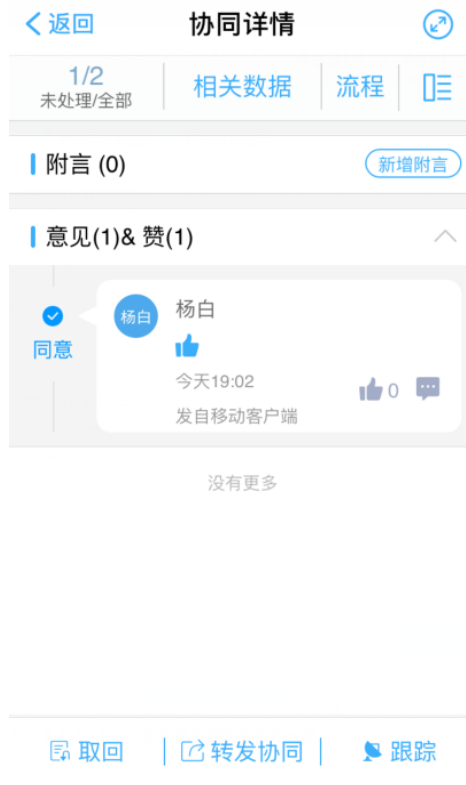 返回 协同详情
1/2 相关数据 流程
未处理/全部
附言 (0) 新增附言
意见(1)& 赞(1)
杨白 杨白
同意
今天19:02 0
发自移动客户端
没有更多
取回 转发协同 跟踪